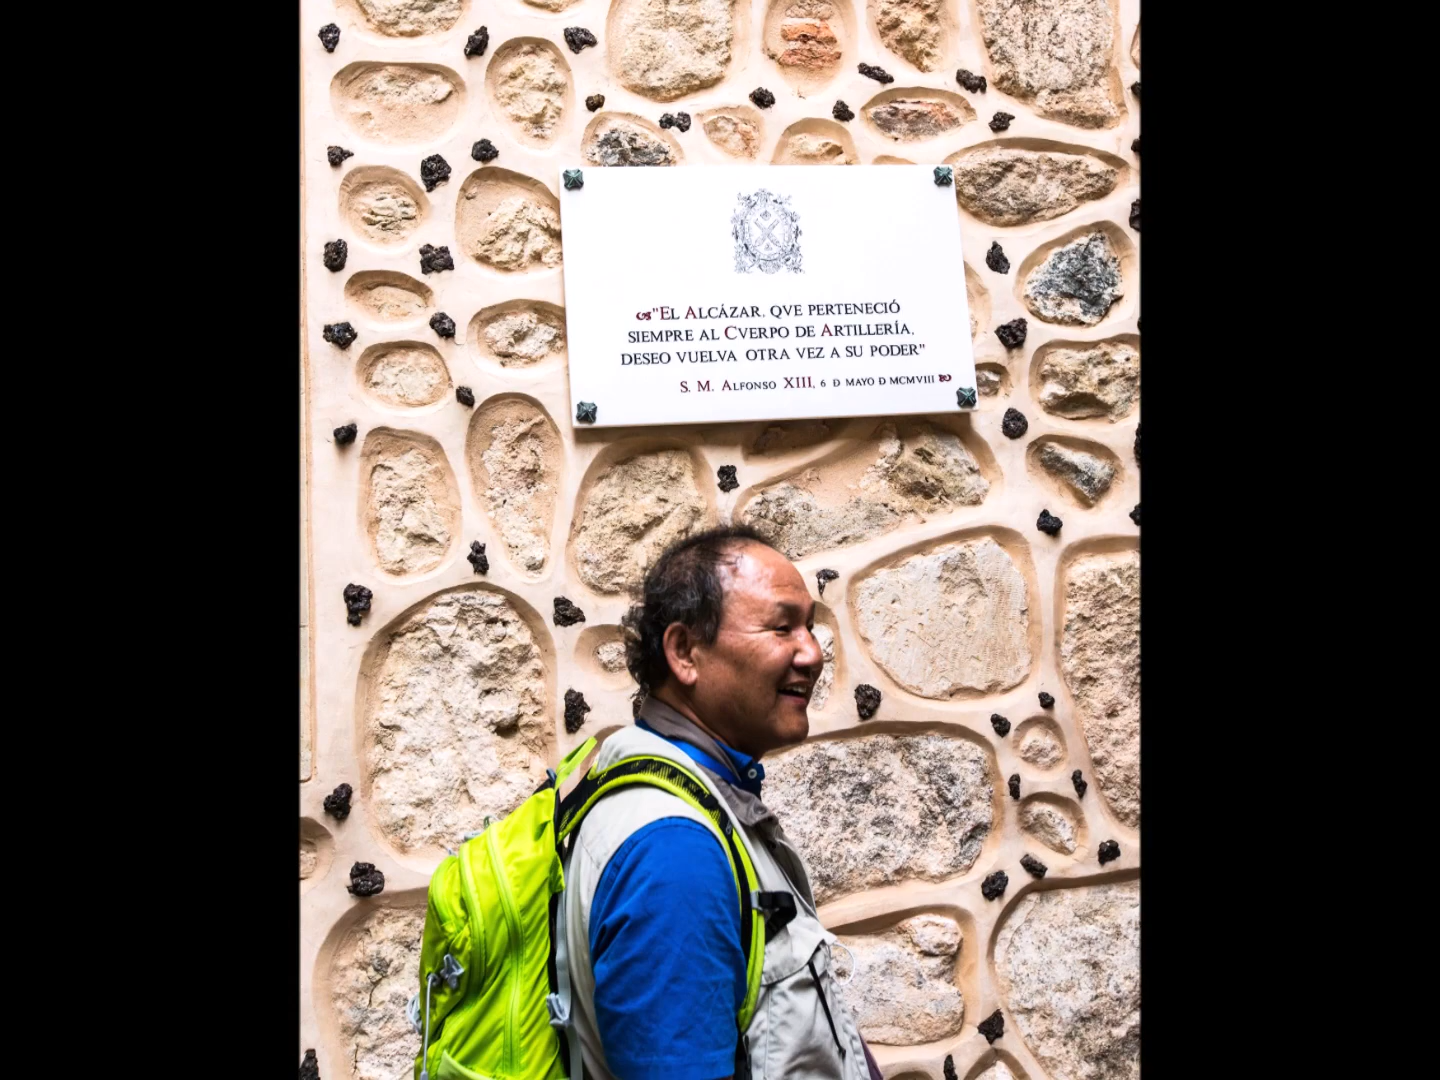 "EL ALCÁZAR, QVE PERTENECIÓ
SIEMPRE AL CVERPO DE ARTILLERÍA,
DESEO VUELVA OTRA VEZ A SU PODER"
S. M. ALFONSO XIII, 6 D MAYO D MCMVIII